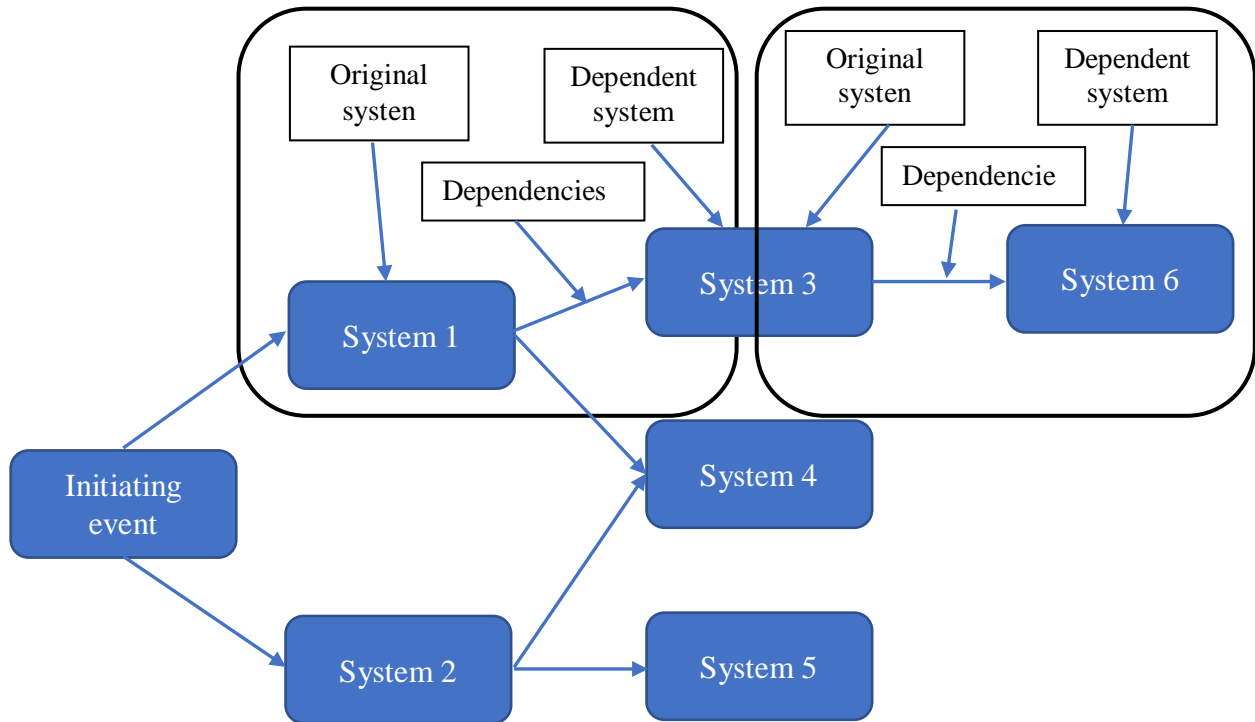 Original
systen
Dependent
system
Original
systen
Dependent
system
Dependencies
Dependencie
System 3
System 6
System 1
System 4
Initiating
event
System 2
System 5